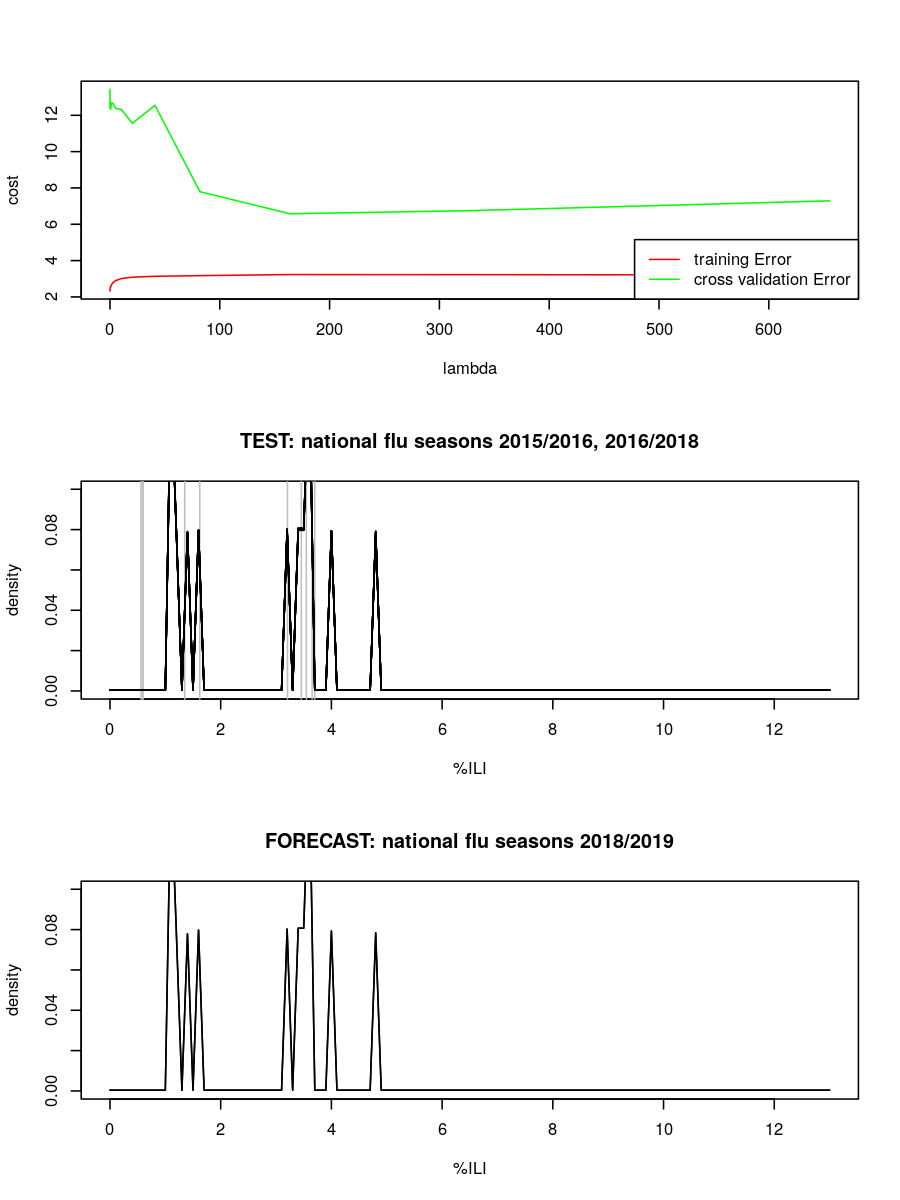 cost
2 4 6 8 10 12
training Error
cross validation Error
0 100 200 300 400 500 600
lambda
TEST: national flu seasons 2015/2016, 2016/2018
density
0.00 0.04 0.08
0 2 4 6 8 10 12
%ILI
FORECAST: national flu seasons 2018/2019
density
0.00 0.04 0.08
0 2 4 6 8 10 12
%ILI